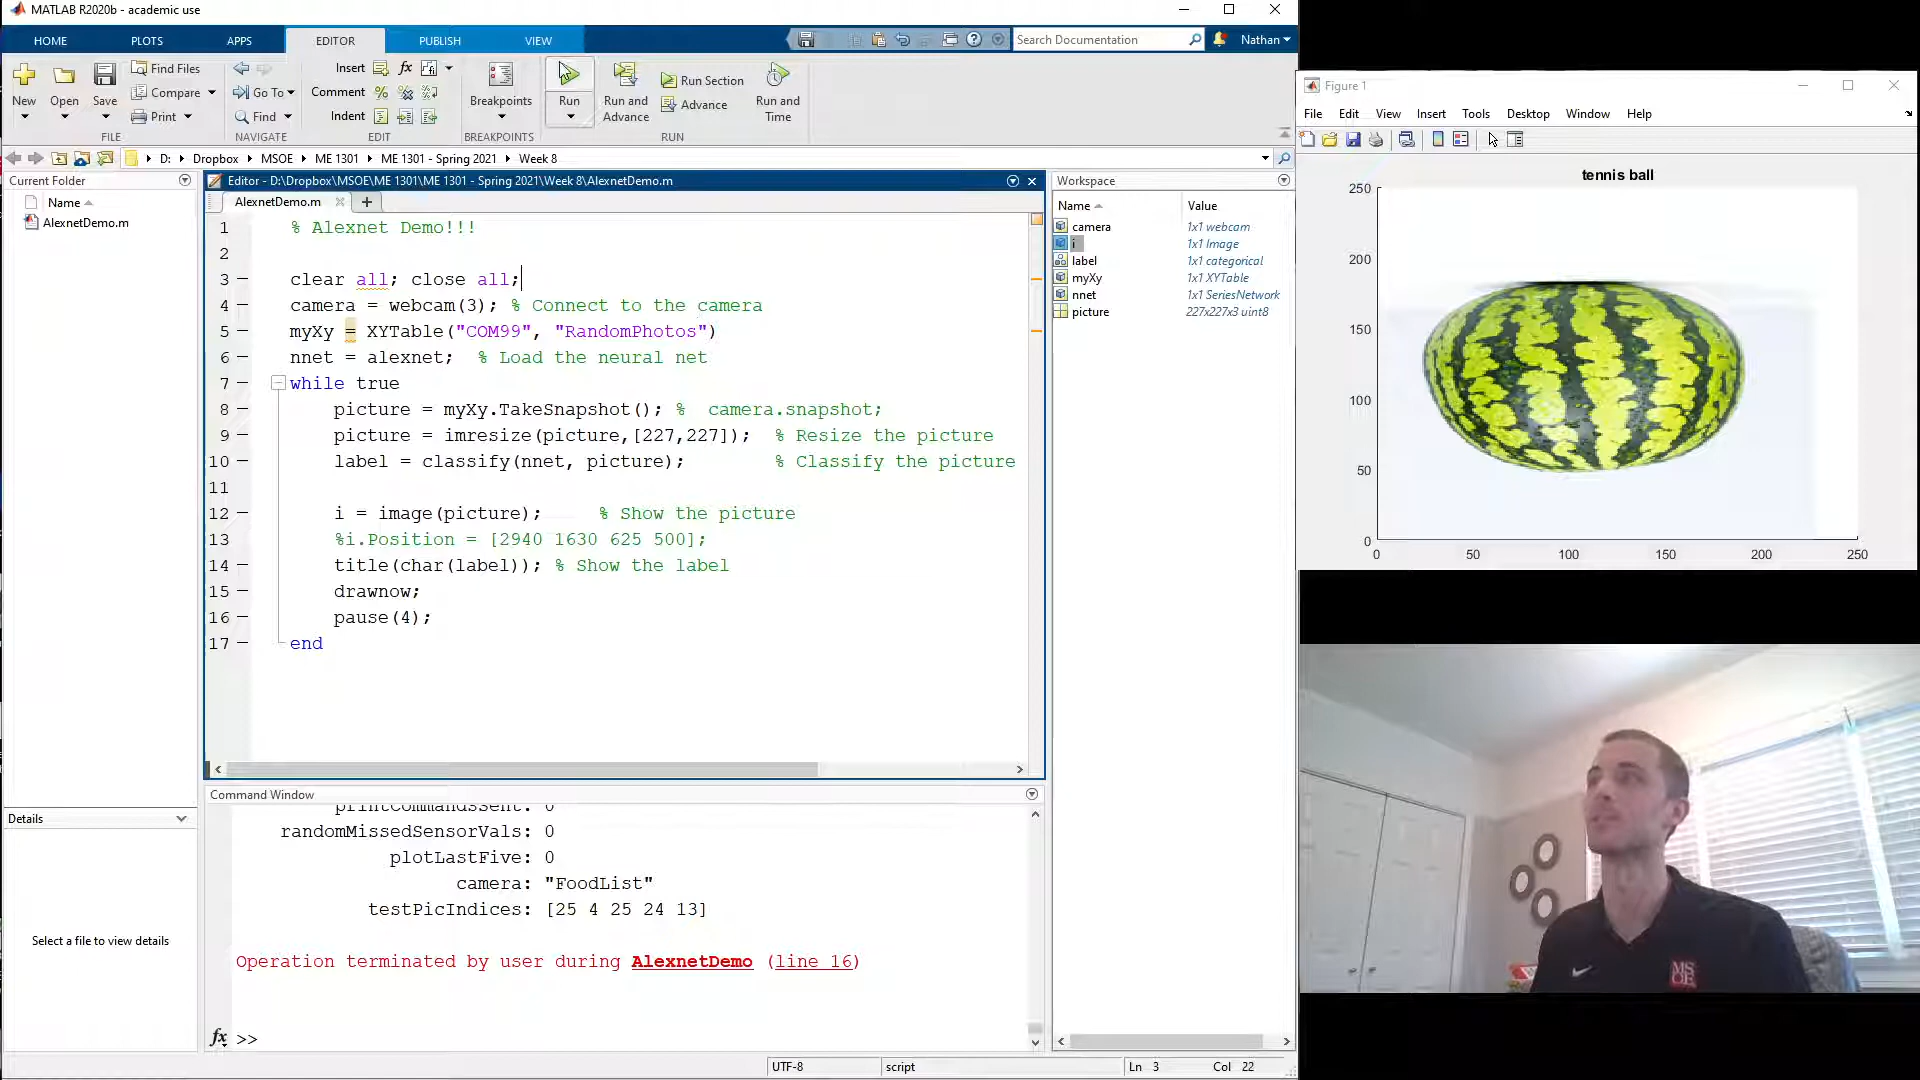 MATLAB R2020b - academic use
HOME PLOTS APPS EDITOR PUBLISH VIEW
Search Documentation
Nathan
New
Open
Save
Find Files
Compare
Print
FILE
Go To
Find
NAVIGATE
Insert
fx
Comment
Indent
EDIT
Breakpoints
BREAKPOINTS
Run
Run and
Advance
Run Section
Advance
Run and
Time
RUN
D: Dropbox MSOE ME 1301 ME 1301 - Spring 2021 Week 8
Current Folder
Name
AlexnetDemo.m
Details
Select a file to view details
Editor - D:\Dropbox\MSOE\ME 1301\ME 1301 - Spring 2021\Week 8\AlexnetDemo.m
AlexnetDemo.m
1 % Alexnet Demo!!!
2
3 clear all; close all;
4 camera = webcam(3); % Connect to the camera
5 myXy = XYTable("COM99", "RandomPhotos")
6 nnet = alexnet; % Load the neural net
7 while true
8 picture = myXy.TakeSnapshot(); % camera.snapshot;
9 picture = imresize(picture,[227,227]); % Resize the picture
10 label = classify(nnet, picture); % Classify the picture
11
12 i = image(picture); % Show the picture
13 %i.Position = [2940 1630 625 500];
14 title(char(label)); % Show the label
15 drawnow;
16 pause(4);
17 end
Command Window
printCommandsSent: 0
randomMissedSensorVals: 0
plotLastFive: 0
camera: "FoodList"
testPicIndices: [25 4 25 24 13]
Operation terminated by user during AlexnetDemo (line 16)
fx >>
Workspace
Name Value
camera 1x1 webcam
i 1x1 Image
label 1x1 categorical
myXy 1x1 XYTable
nnet 1x1 SeriesNetwork
picture 227x227x3 uint8
UTF-8 script Ln 3 Col 22
Figure 1
File Edit View Insert Tools Desktop Window Help
tennis ball
250
200
150
100
50
0
0 50 100 150 200 250
MS
OE